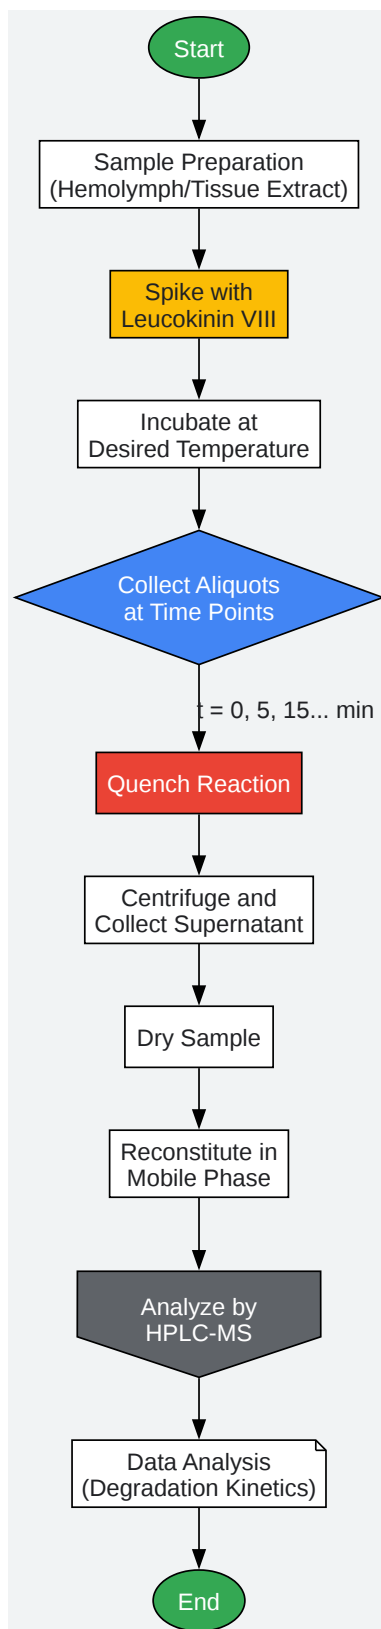 Start
Sample Preparation
(Hemolymph/Tissue Extract)
Spike with
Leucokinin VIII
Incubate at
Desired Temperature
Collect Aliquots
at Time Points
t = 0, 5, 15... min
Quench Reaction
Centrifuge and
Collect Supernatant
Dry Sample
Reconstitute in
Mobile Phase
Analyze by
HPLC-MS
Data Analysis
(Degradation Kinetics)
End